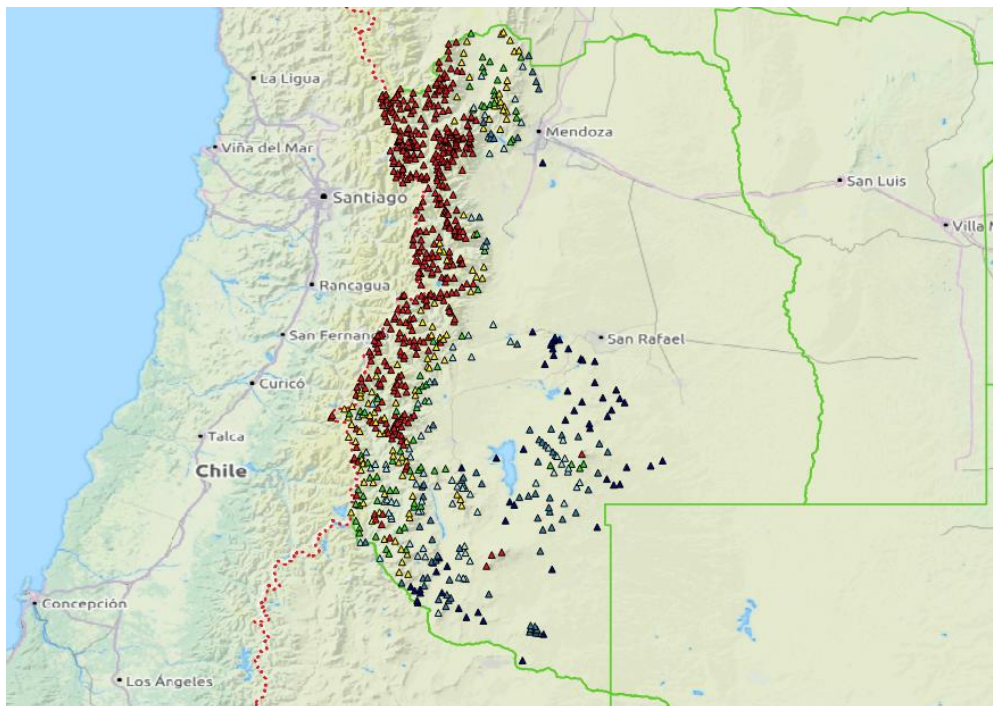 La Ligua
Viña del Mar
Mendoza
Santiago
San Luis
Villa
Rancagua
San Fernand
San Rafael
Curicó
Talca
Chile
Concepción
Los Ángeles